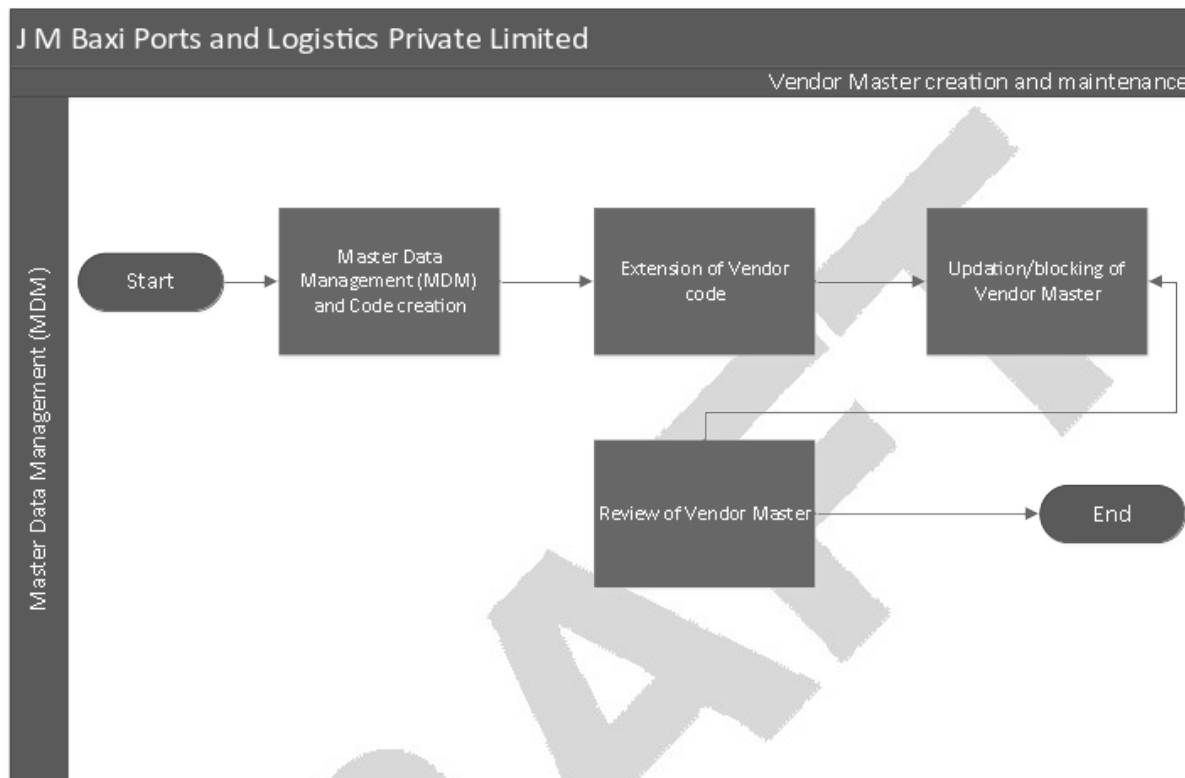 J M Baxi Ports and Logistics Private Limited
Vendor Master creation and maintenance
Master Data Management (MDM)
Start
Master Data
Management (MDM)
and Code creation
Extension of Vendor
code
Updation/blocking of
Vendor Master
Review of Vendor Master
End